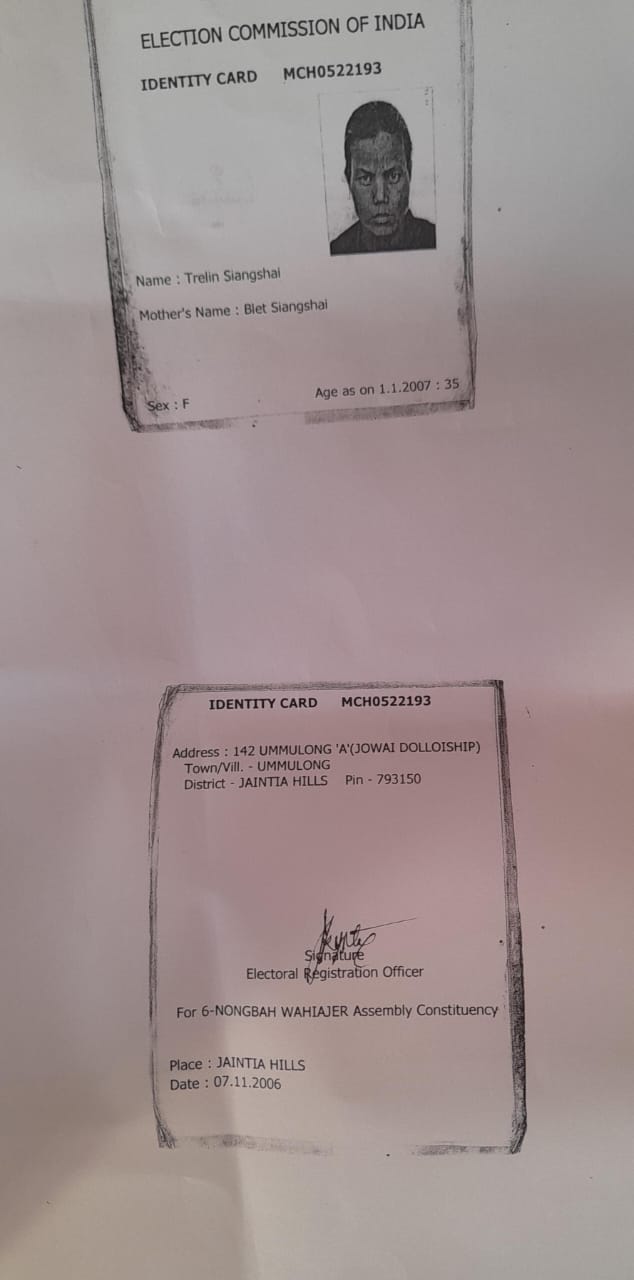 ELECTION COMMISSION OF INDIA
IDENTITY CARD MCH0522193
Name : Trelin Siangshai
Mother's Name : Blet Siangshai
Sex : F Age as on 1.1.2007 : 35
IDENTITY CARD MCH0522193
Address : 142 UMMULONG 'A'(JOWAI DOLLOISHIP)
Town/Vill. - UMMULONG
District - JAINTIA HILLS Pin - 793150
Signature
Electoral Registration Officer
For 6-NONGBAH WAHIAJER Assembly Constituency
Place : JAINTIA HILLS
Date : 07.11.2006